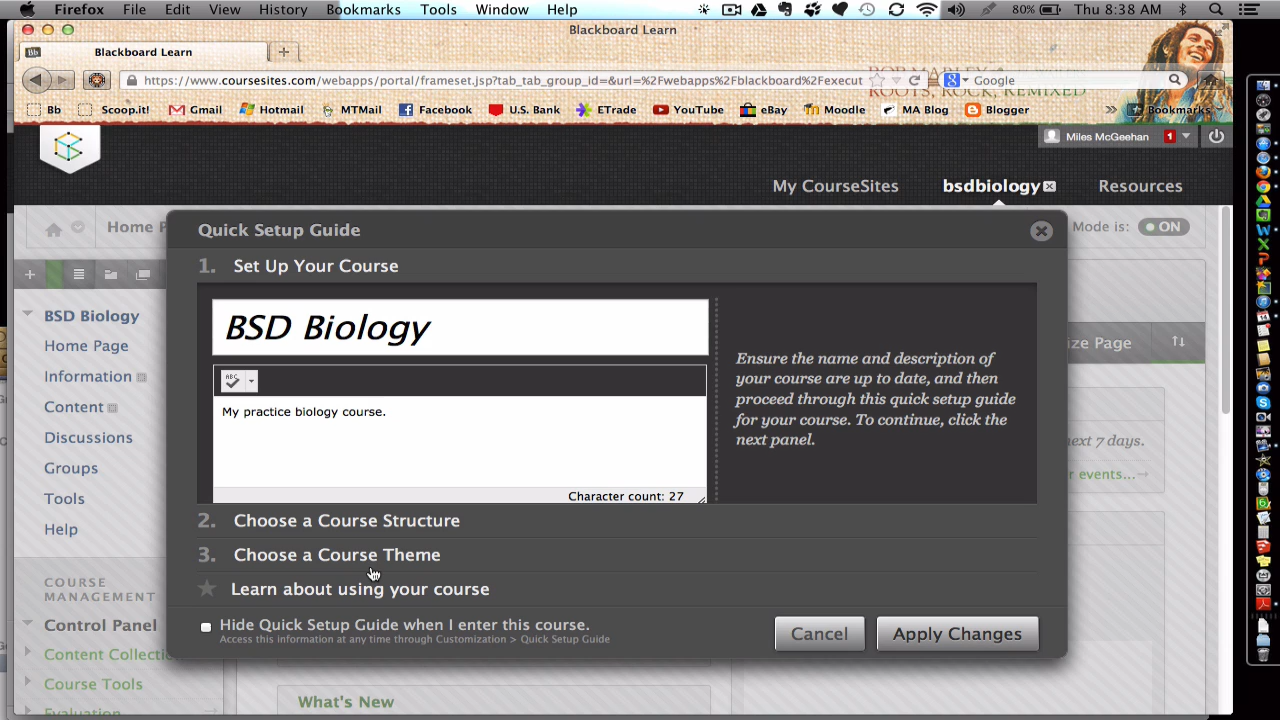 Firefox File Edit View History Bookmarks Tools Window Help 80% Thu 8:38 AM
Blackboard Learn
Bb Blackboard Learn
https://www.coursesites.com/webapps/portal/frameset.jsp?tab_tab_group_id=&url=%2Fwebapps%2Fblackboard%2Fexecut Google
ROOTS, ROCK, REMIXED
Bb Scoop.it! Gmail Hotmail MTMail Facebook U.S. Bank ETrade YouTube eBay Moodle MA Blog Blogger Bookmarks
Miles McGeehan 1
My CourseSites bsdbiology Resources
Home P Mode is: ON
Quick Setup Guide
1. Set Up Your Course
BSD Biology
ABC
My practice biology course.
Character count: 27
Ensure the name and description of
your course are up to date, and then
proceed through this quick setup guide
for your course. To continue, click the
next panel.
2. Choose a Course Structure
3. Choose a Course Theme
Learn about using your course
Hide Quick Setup Guide when I enter this course.
Access this information at any time through Customization > Quick Setup Guide
Cancel Apply Changes
BSD Biology
Home Page
Information
Content
Discussions
Groups
Tools
Help
COURSE
MANAGEMENT
Control Panel
Content Collecti
Course Tools
Evaluation
ize Page
next 7 days.
r events...
What's New